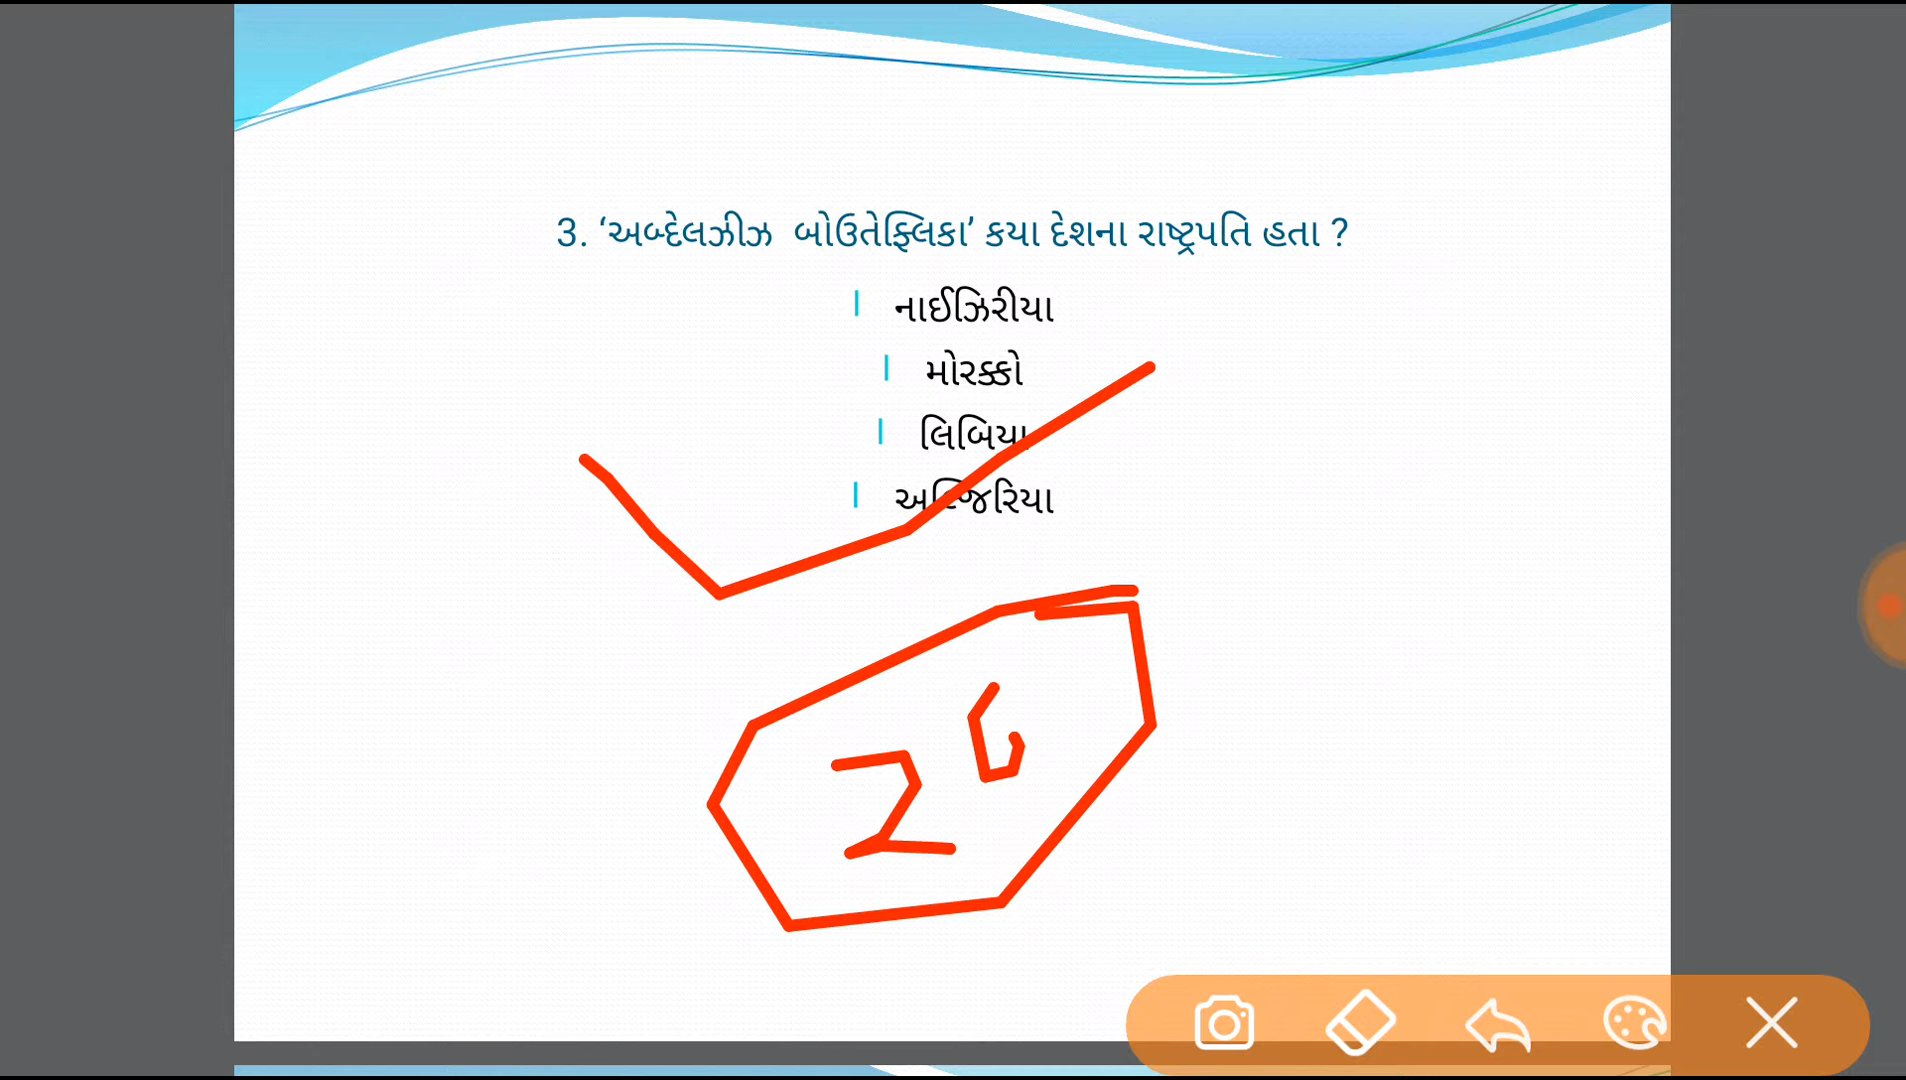 3. ‘અબ્દેલઝીઝ બોઉતેફ્લિકા’ કયા દેશના રાષ્ટ્રપતિ હતા ?
નાઈઝિરીયા
મોરક્કો
લિબિયા
અલ્જિરિયા
26